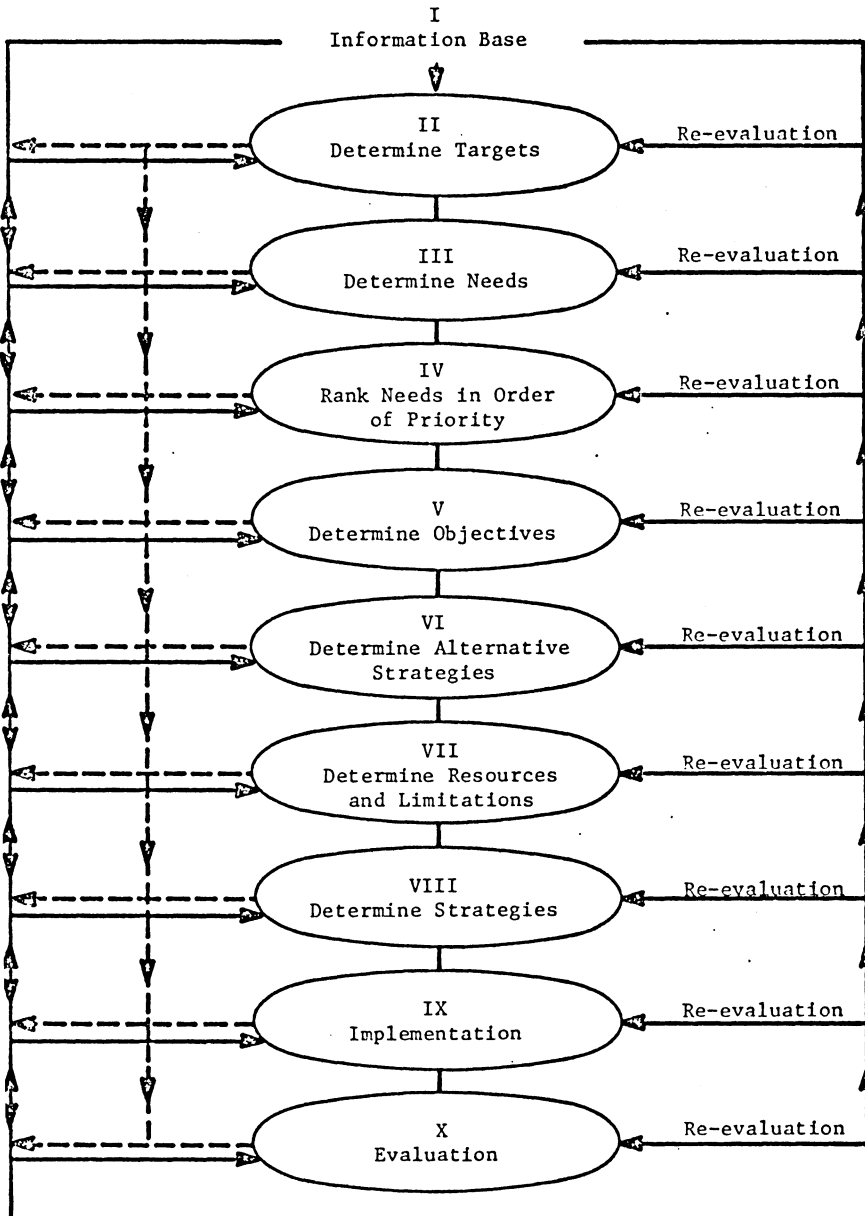 I
Information Base
II
Determine Targets
Re-evaluation
III
Determine Needs
Re-evaluation
IV
Rank Needs in Order
of Priority
Re-evaluation
V
Determine Objectives
Re-evaluation
VI
Determine Alternative
Strategies
Re-evaluation
VII
Determine Resources
and Limitations
Re-evaluation
VIII
Determine Strategies
Re-evaluation
IX
Implementation
Re-evaluation
X
Evaluation
Re-evaluation